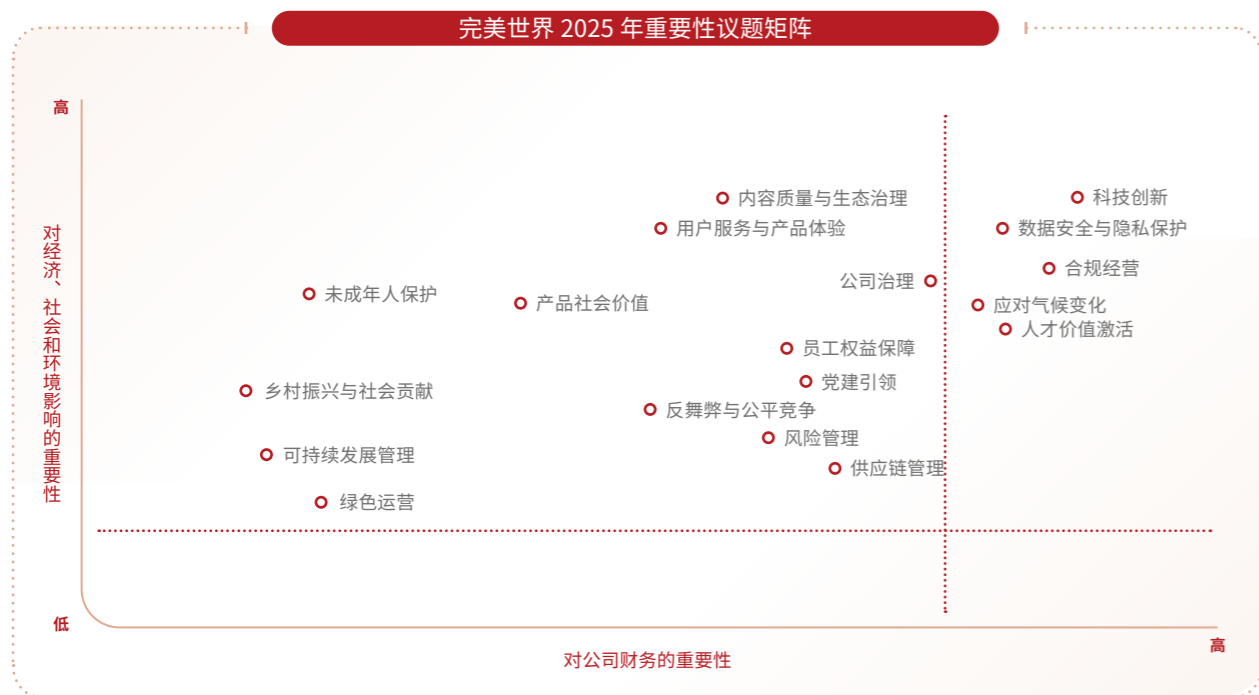 完美世界 2025 年重要性议题矩阵
高
对经济、社会和环境影响的重要性
内容质量与生态治理
科技创新
用户服务与产品体验
数据安全与隐私保护
合规经营
公司治理
未成年人保护
产品社会价值
应对气候变化
人才价值激活
员工权益保障
党建引领
乡村振兴与社会贡献
反舞弊与公平竞争
风险管理
可持续发展管理
供应链管理
绿色运营
低
高
对公司财务的重要性